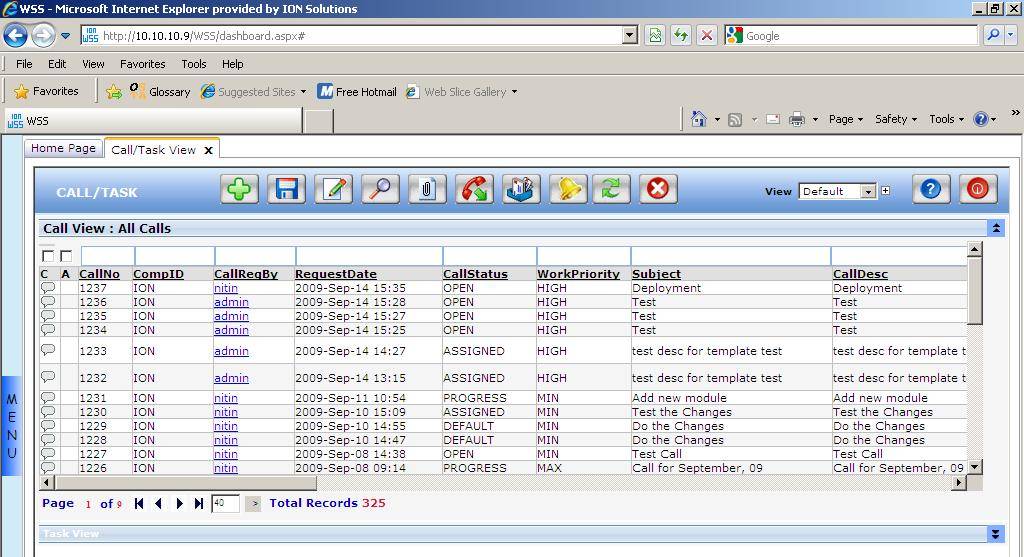 WSS - Microsoft Internet Explorer provided by ION Solutions
ION WSS http://10.10.10.9/WSS/dashboard.aspx# Google
File Edit View Favorites Tools Help
Favorites Glossary Suggested Sites Free Hotmail Web Slice Gallery
ION WSS WSS Page Safety Tools
Home Page Call/Task View X
CALL/TASK View Default
Call View : All Calls
C A CallNo CompID CallReqBy RequestDate CallStatus WorkPriority Subject CallDesc
1237 ION nitin 2009-Sep-14 15:35 OPEN HIGH Deployment Deployment
1236 ION admin 2009-Sep-14 15:28 OPEN HIGH Test Test
1235 ION admin 2009-Sep-14 15:27 OPEN HIGH Test Test
1234 ION admin 2009-Sep-14 15:25 OPEN HIGH Test Test
1233 ION admin 2009-Sep-14 14:27 ASSIGNED HIGH test desc for template test test desc for template t
1232 ION admin 2009-Sep-14 13:15 ASSIGNED HIGH test desc for template test test desc for template t
1231 ION nitin 2009-Sep-11 10:54 PROGRESS MIN Add new module Add new module
1230 ION nitin 2009-Sep-10 15:09 ASSIGNED MIN Test the Changes Test the Changes
1229 ION nitin 2009-Sep-10 14:55 DEFAULT MIN Do the Changes Do the Changes
1228 ION nitin 2009-Sep-10 14:47 DEFAULT MIN Do the Changes Do the Changes
1227 ION nitin 2009-Sep-08 14:38 OPEN MIN Test Call Test Call
1226 ION nitin 2009-Sep-08 09:14 PROGRESS MAX Call for September, 09 Call for September, 09
MENU
Page 1 of 9 40 > Total Records 325
Task View